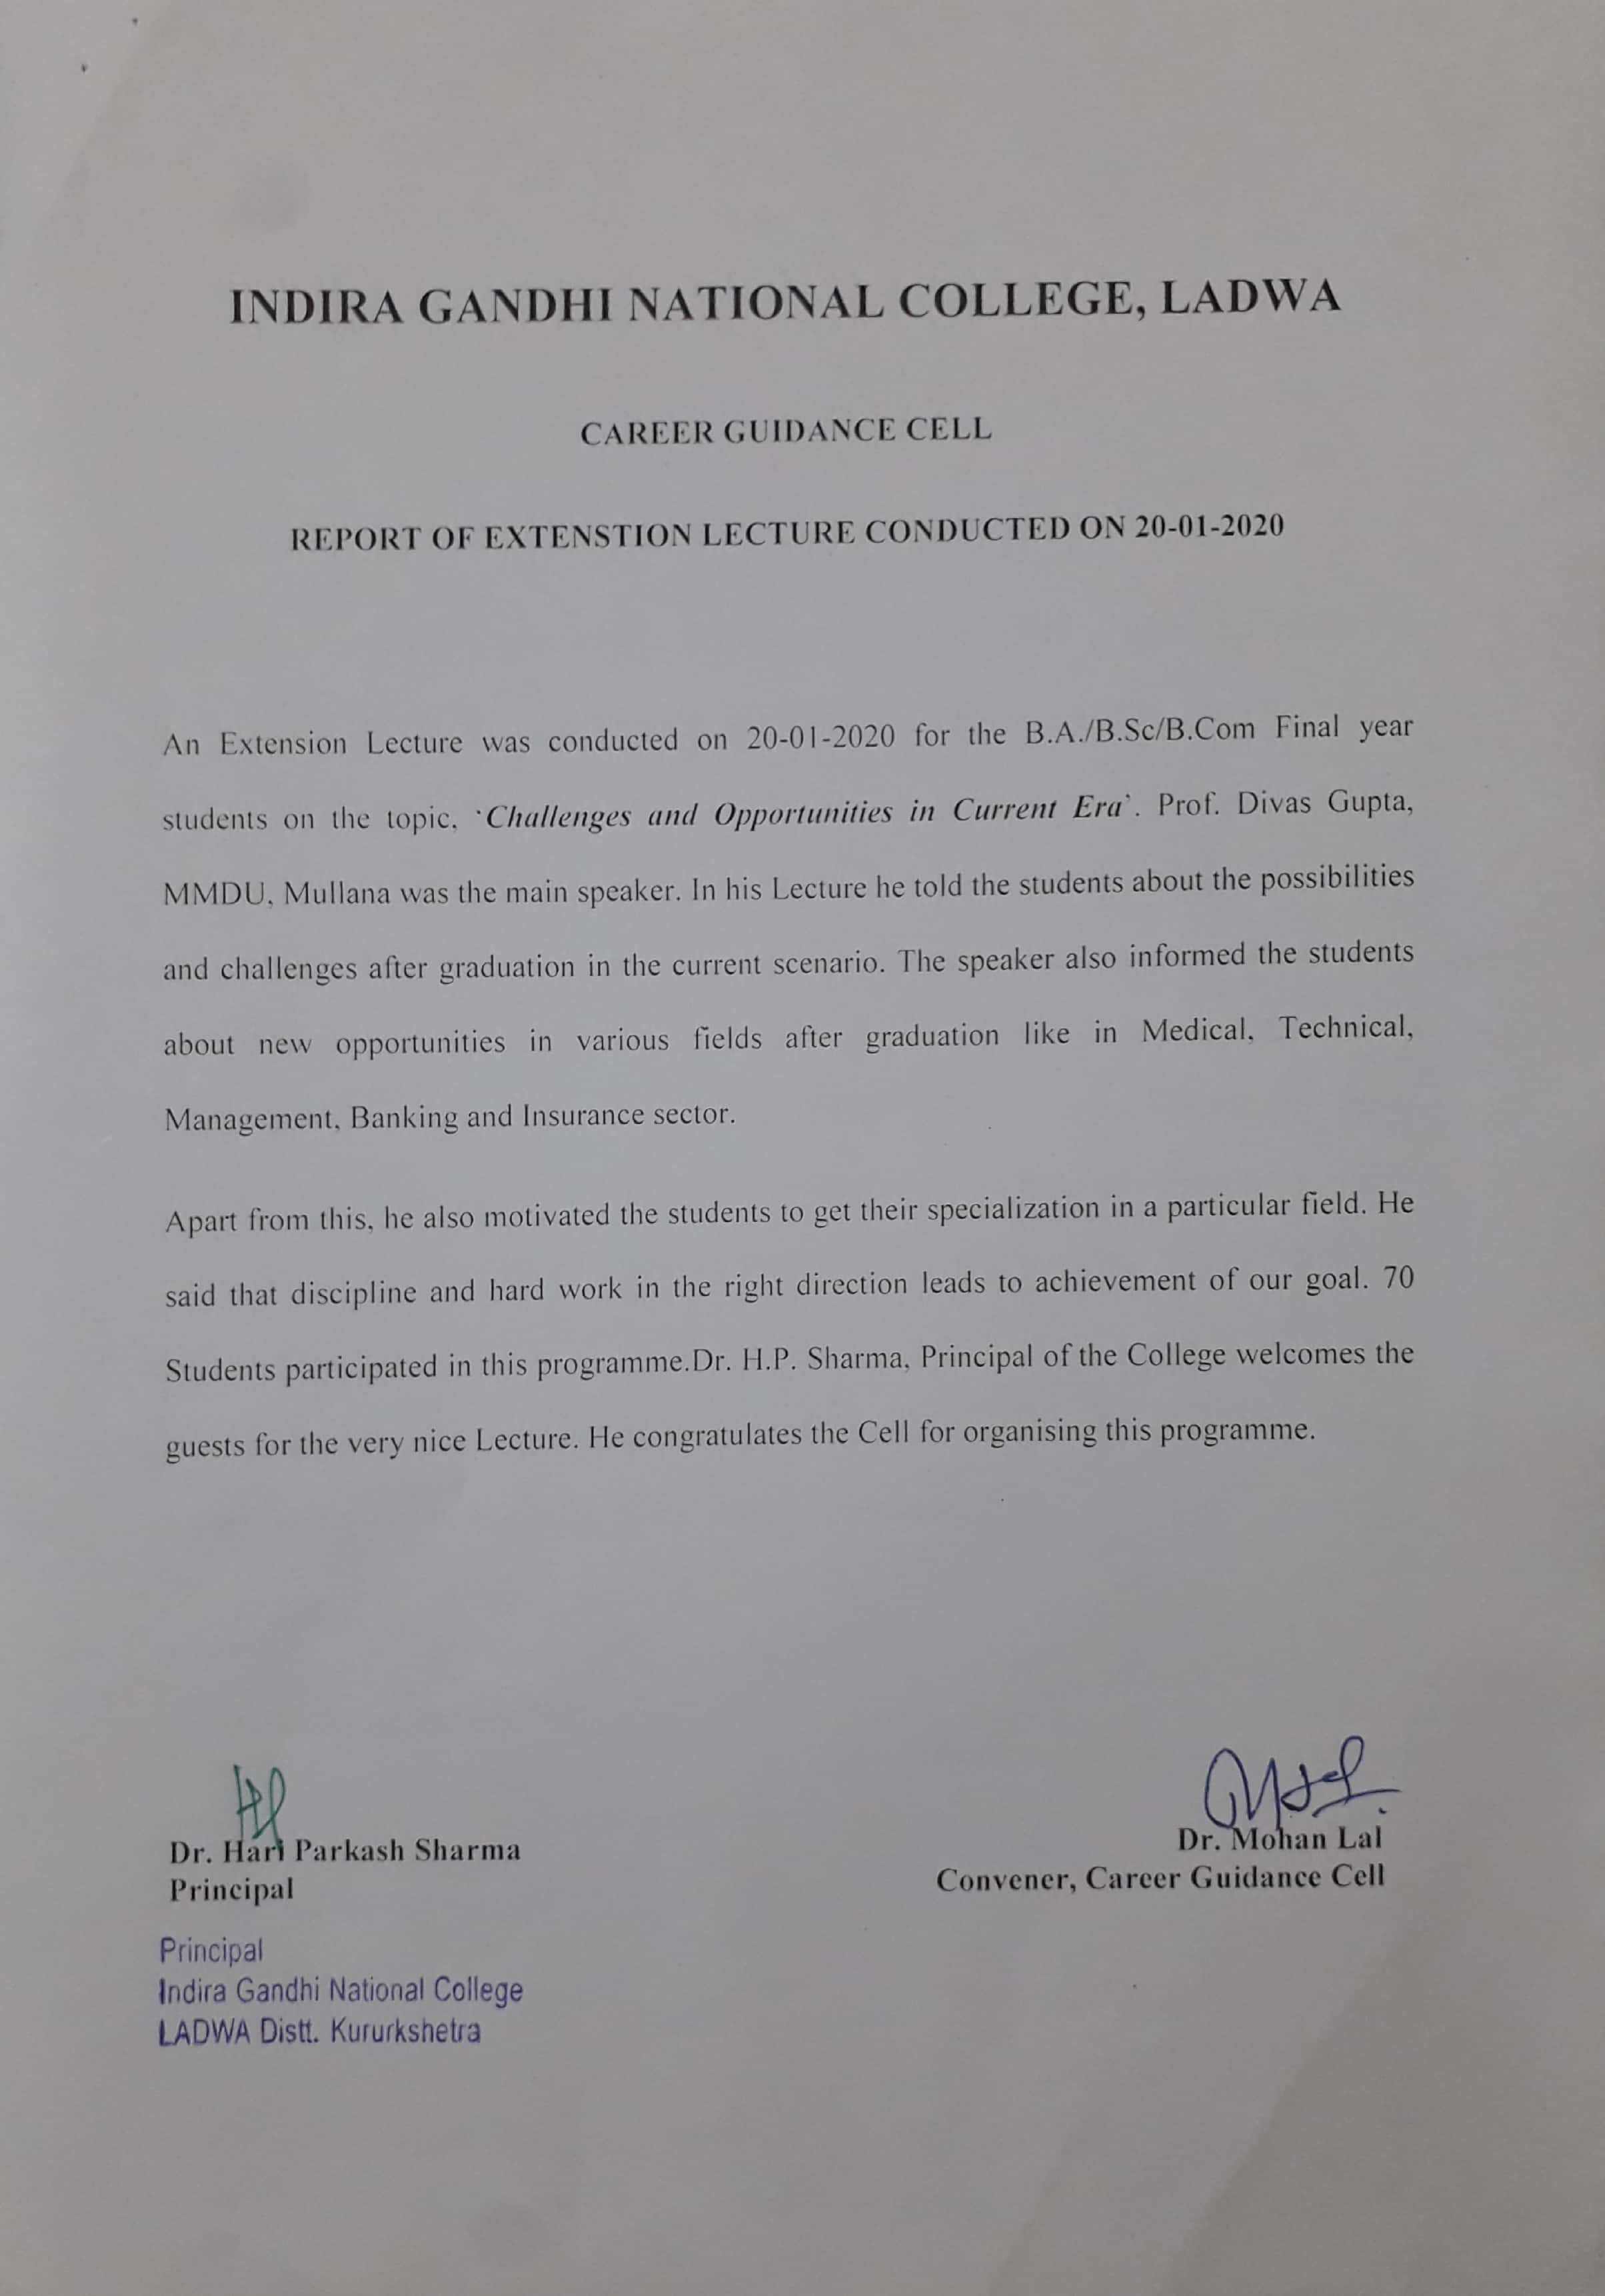 INDIRA GANDHI NATIONAL COLLEGE, LADWA
CAREER GUIDANCE CELL
REPORT OF EXTENSTION LECTURE CONDUCTED ON 20-01-2020
An Extension Lecture was conducted on 20-01-2020 for the B.A./B.Sc/B.Com Final year
students on the topic, ‘Challenges and Opportunities in Current Era’. Prof. Divas Gupta,
MMDU, Mullana was the main speaker. In his Lecture he told the students about the possibilities
and challenges after graduation in the current scenario. The speaker also informed the students
about new opportunities in various fields after graduation like in Medical, Technical,
Management, Banking and Insurance sector.
Apart from this, he also motivated the students to get their specialization in a particular field. He
said that discipline and hard work in the right direction leads to achievement of our goal. 70
Students participated in this programme.Dr. H.P. Sharma, Principal of the College welcomes the
guests for the very nice Lecture. He congratulates the Cell for organising this programme.
Dr. Hari Parkash Sharma
Principal
Dr. Mohan Lal
Convener, Career Guidance Cell
Principal
Indira Gandhi National College
LADWA Distt. Kururkshetra